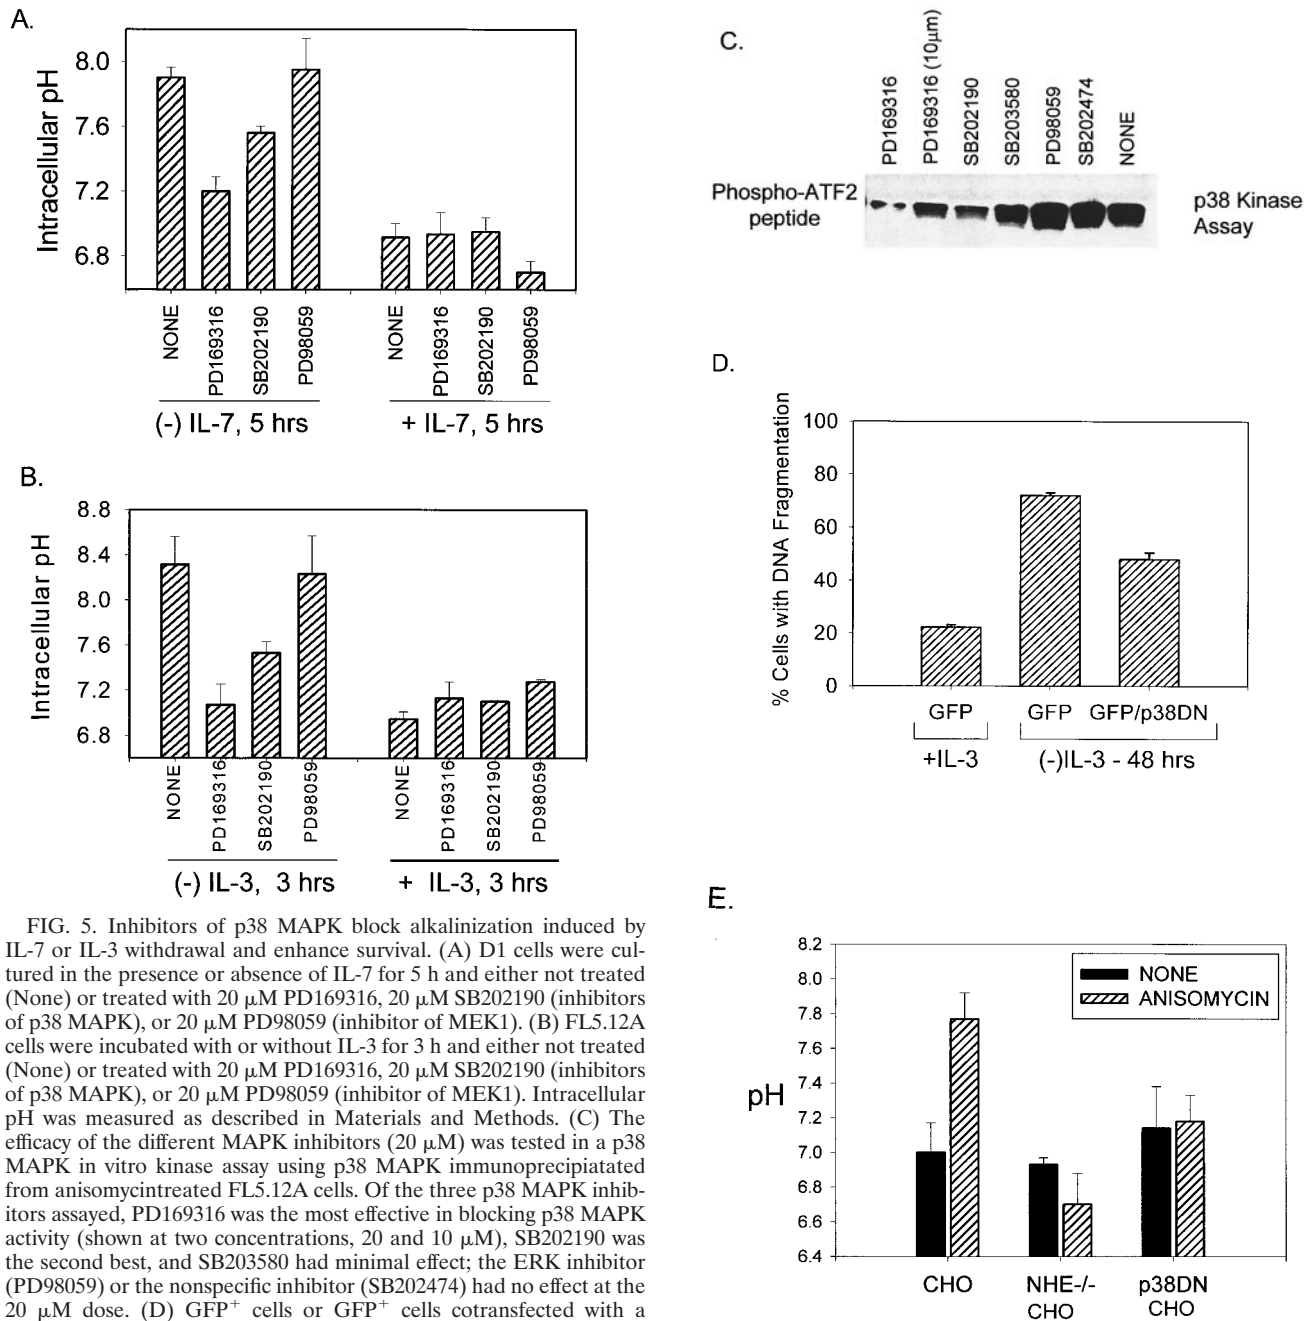 A.
Intracellular pH
8.0
7.6
7.2
6.8
NONE
PD169316
SB202190
PD98059
NONE
PD169316
SB202190
PD98059
(-) IL-7, 5 hrs
+ IL-7, 5 hrs
B.
Intracellular pH
8.8
8.4
8.0
7.6
7.2
6.8
NONE
PD169316
SB202190
PD98059
NONE
PD169316
SB202190
PD98059
(-) IL-3, 3 hrs
+ IL-3, 3 hrs
FIG. 5. Inhibitors of p38 MAPK block alkalinization induced by
IL-7 or IL-3 withdrawal and enhance survival. (A) D1 cells were cul-
tured in the presence or absence of IL-7 for 5 h and either not treated
(None) or treated with 20 μM PD169316, 20 μM SB202190 (inhibitors
of p38 MAPK), or 20 μM PD98059 (inhibitor of MEK1). (B) FL5.12A
cells were incubated with or without IL-3 for 3 h and either not treated
(None) or treated with 20 μM PD169316, 20 μM SB202190 (inhibitors
of p38 MAPK), or 20 μM PD98059 (inhibitor of MEK1). Intracellular
pH was measured as described in Materials and Methods. (C) The
efficacy of the different MAPK inhibitors (20 μM) was tested in a p38
MAPK in vitro kinase assay using p38 MAPK immunoprecipiatated
from anisomycintreated FL5.12A cells. Of the three p38 MAPK inhib-
itors assayed, PD169316 was the most effective in blocking p38 MAPK
activity (shown at two concentrations, 20 and 10 μM), SB202190 was
the second best, and SB203580 had minimal effect; the ERK inhibitor
(PD98059) or the nonspecific inhibitor (SB202474) had no effect at the
20 μM dose. (D) GFP⁺ cells or GFP⁺ cells cotransfected with a
C.
PD169316
PD169316 (10μm)
SB202190
SB203580
PD98059
SB202474
NONE
Phospho-ATF2
peptide
p38 Kinase
Assay
D.
% Cells with DNA Fragmentation
100
80
60
40
20
0
GFP
GFP
GFP/p38DN
+IL-3
(-)IL-3 - 48 hrs
E.
pH
8.2
8.0
7.8
7.6
7.4
7.2
7.0
6.8
6.6
6.4
NONE
ANISOMYCIN
CHO
NHE-/-
CHO
p38DN
CHO